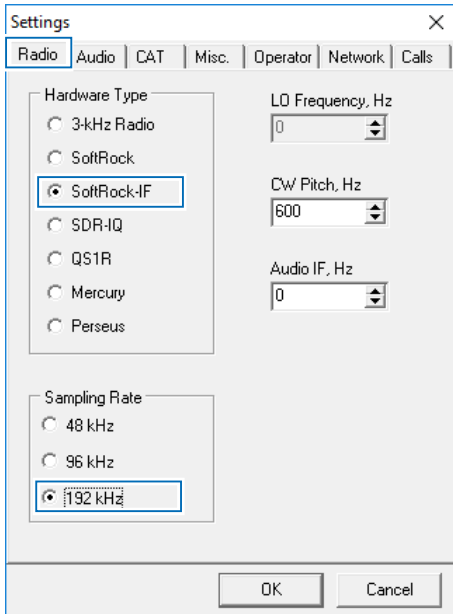 Settings
Radio Audio CAT Misc. Operator Network Calls
Hardware Type
3-kHz Radio
SoftRock
SoftRock-IF
SDR-IQ
QS1R
Mercury
Perseus
LO Frequency, Hz
0
CW Pitch, Hz
600
Audio IF, Hz
0
Sampling Rate
48 kHz
96 kHz
192 kHz
OK Cancel